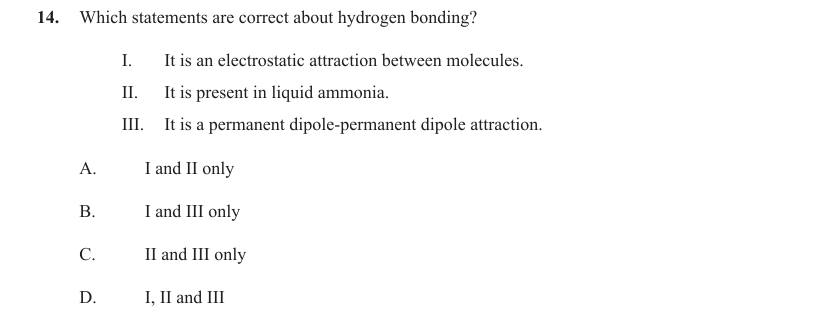 14. Which statements are correct about hydrogen bonding?
I. It is an electrostatic attraction between molecules.
II. It is present in liquid ammonia.
III. It is a permanent dipole-permanent dipole attraction.
A. I and II only
B. I and III only
C. II and III only
D. I, II and III